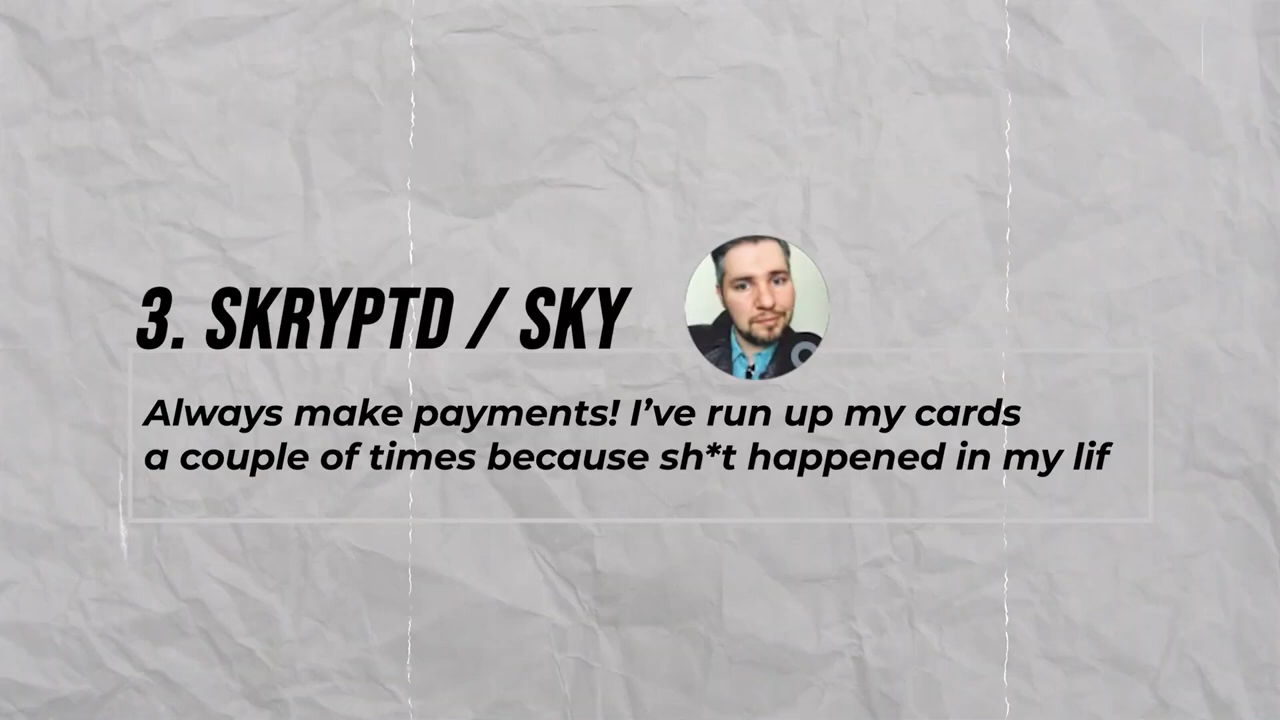 3. SKRYPTD / SKY
Always make payments! I’ve run up my cards
a couple of times because sh*t happened in my lif